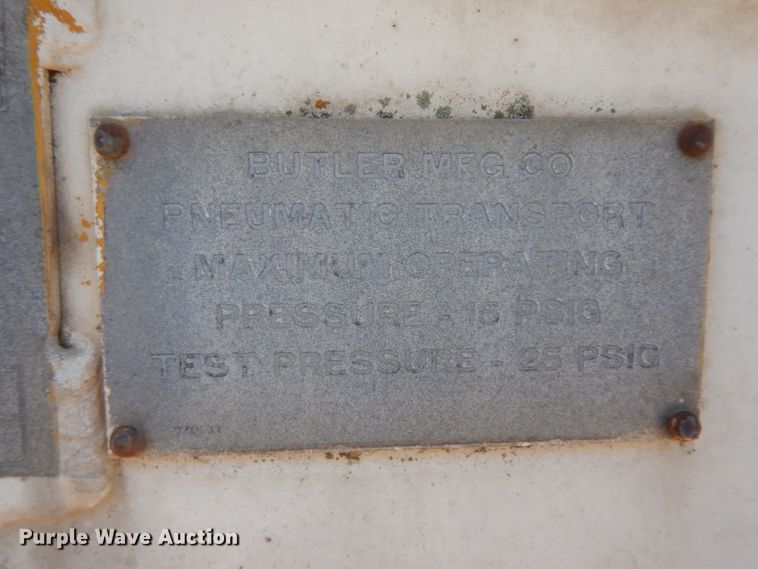 BUTLER MFG CO
PNEUMATIC TRANSPORT
MAXIMUM OPERATING
PRESSURE - 15 PSIG
TEST PRESSURE - 25 PSIG
Purple Wave Auction